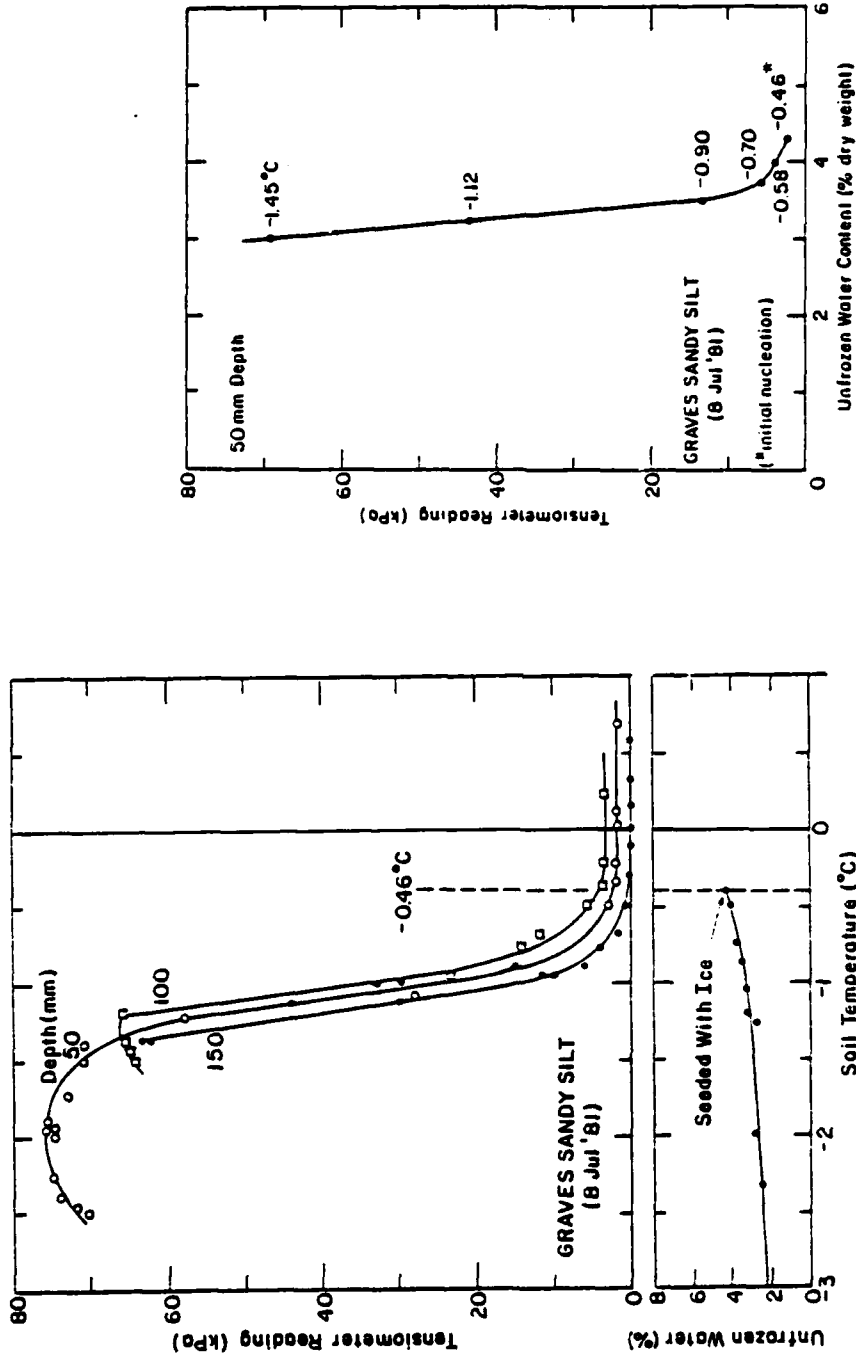 80
60
40
20
0
Tensiometer Reading (kPa)
Depth (mm)
50
100
150
-0.46°C
GRAVES SANDY SILT
(8 Jul '81)
8
6
4
2
0
Unfrozen Water (%)
Seeded With Ice
-3
-2
-1
0
Soil Temperature (°C)
80
60
40
20
0
Tensiometer Reading (kPa)
50 mm Depth
-1.45°C
-1.12
-0.90
-0.70
-0.58
-0.46*
GRAVES SANDY SILT
(8 Jul '81)
(*initial nucleation)
0
2
4
6
Unfrozen Water Content (% dry weight)